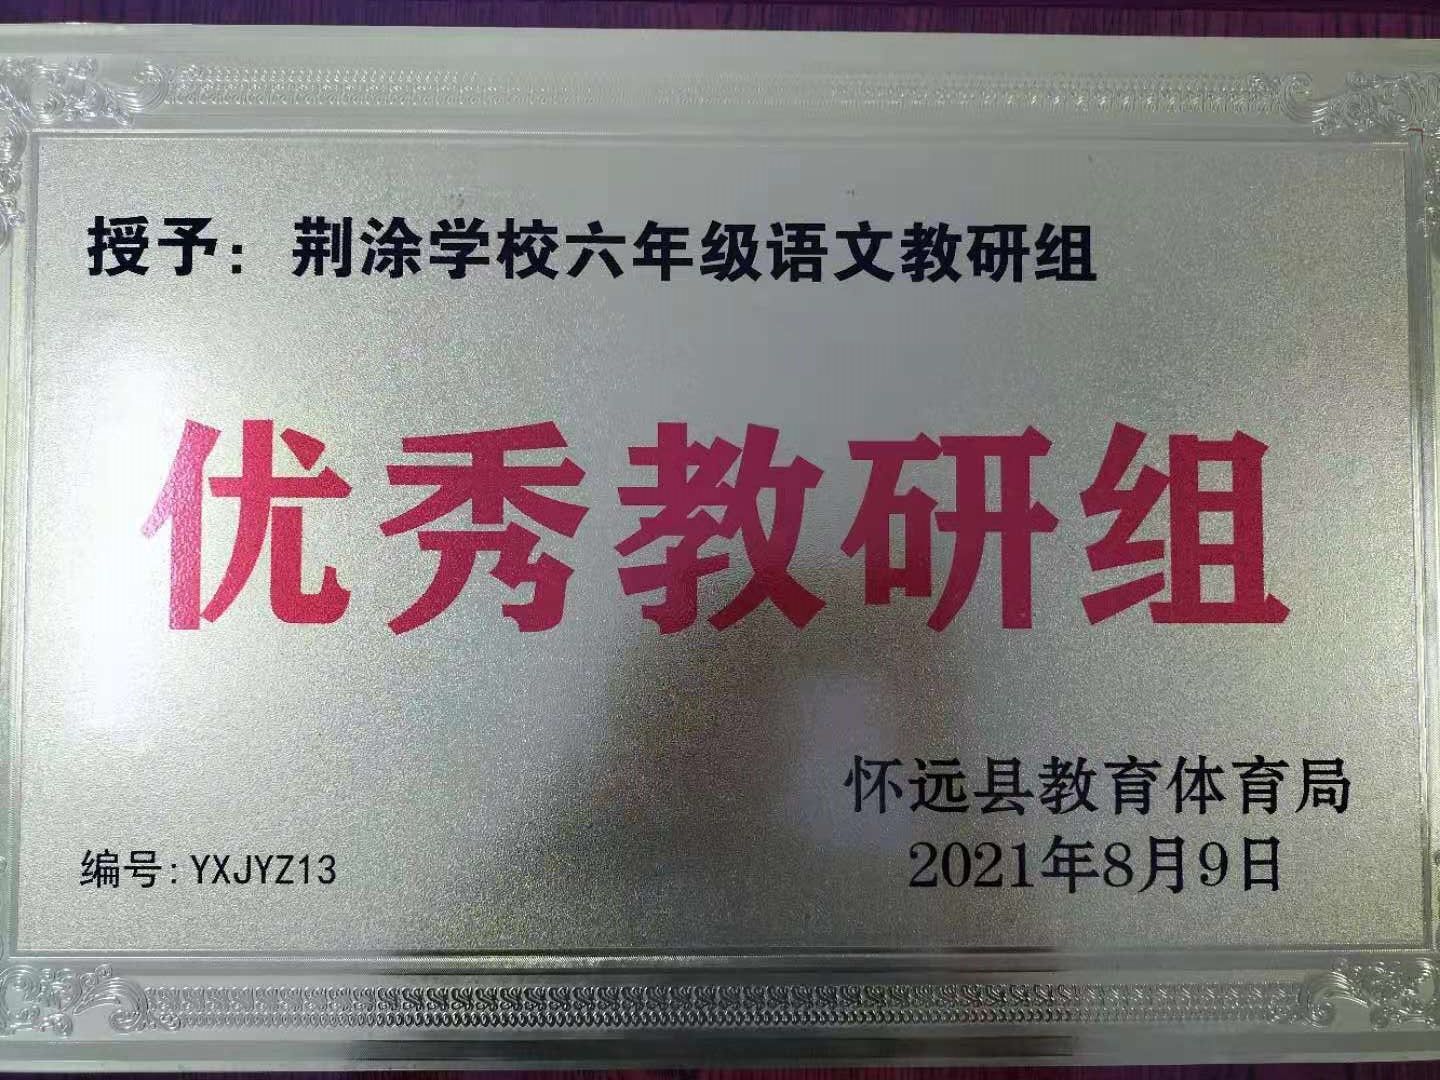 授予：荆涂学校六年级语文教研组
优秀教研组
怀远县教育体育局
2021年8月9日
编号:YXJYZ13